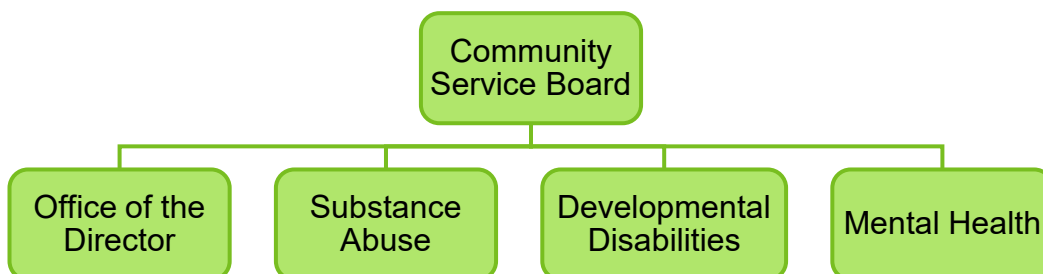 Community
Service Board
Office of the
Director
Substance
Abuse
Developmental
Disabilities
Mental Health